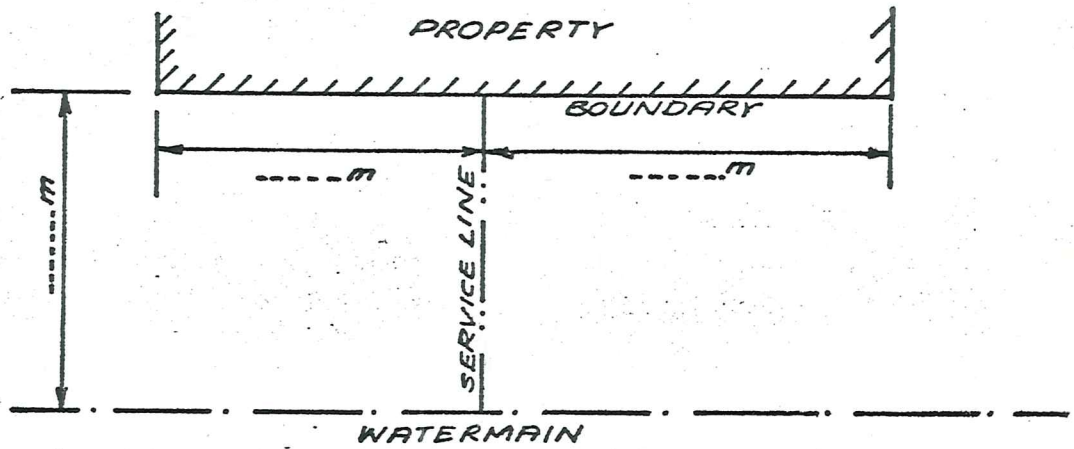 PROPERTY
BOUNDARY
------m
------m
------m
SERVICE LINE
WATERMAIN